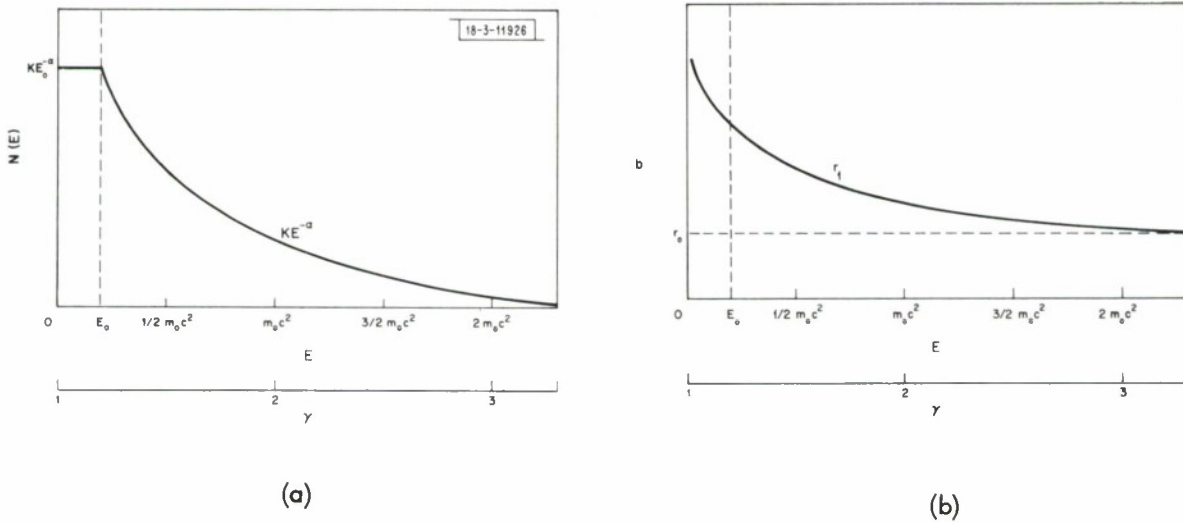 18-3-11926
KE₀^-α
N (E)
KE^-α
0 E₀ 1/2 m₀c² m₀c² 3/2 m₀c² 2 m₀c²
E
1 2 3
γ
(a)
b
r₁
r₀
0 E₀ 1/2 m₀c² m₀c² 3/2 m₀c² 2 m₀c²
E
1 2 3
γ
(b)